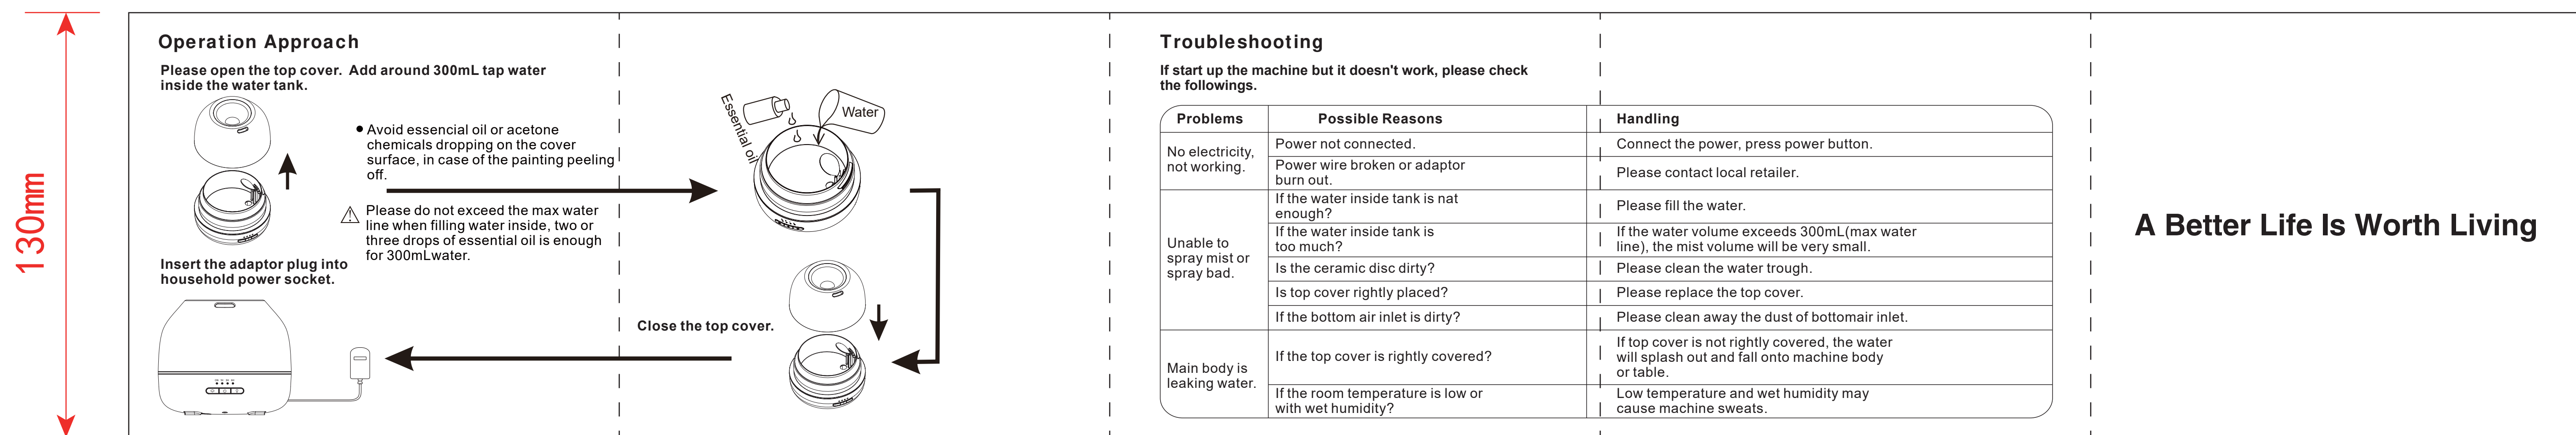 130mm
Operation Approach
Please open the top cover. Add around 300mL tap water
inside the water tank.
● Avoid essencial oil or acetone
chemicals dropping on the cover
surface, in case of the painting peeling
off.
Please do not exceed the max water
line when filling water inside, two or
three drops of essential oil is enough
for 300mLwater.
Essential oil
Water
Close the top cover.
Insert the adaptor plug into
household power socket.
Troubleshooting
If start up the machine but it doesn't work, please check
the followings.
Problems
Possible Reasons
Handling
No electricity,
not working.
Power not connected.
Connect the power, press power button.
Power wire broken or adaptor
burn out.
Please contact local retailer.
Unable to
spray mist or
spray bad.
If the water inside tank is nat
enough?
Please fill the water.
If the water inside tank is
too much?
If the water volume exceeds 300mL(max water
line), the mist volume will be very small.
Is the ceramic disc dirty?
Please clean the water trough.
Is top cover rightly placed?
Please replace the top cover.
If the bottom air inlet is dirty?
Please clean away the dust of bottomair inlet.
Main body is
leaking water.
If the top cover is rightly covered?
If top cover is not rightly covered, the water
will splash out and fall onto machine body
or table.
If the room temperature is low or
with wet humidity?
Low temperature and wet humidity may
cause machine sweats.
A Better Life Is Worth Living